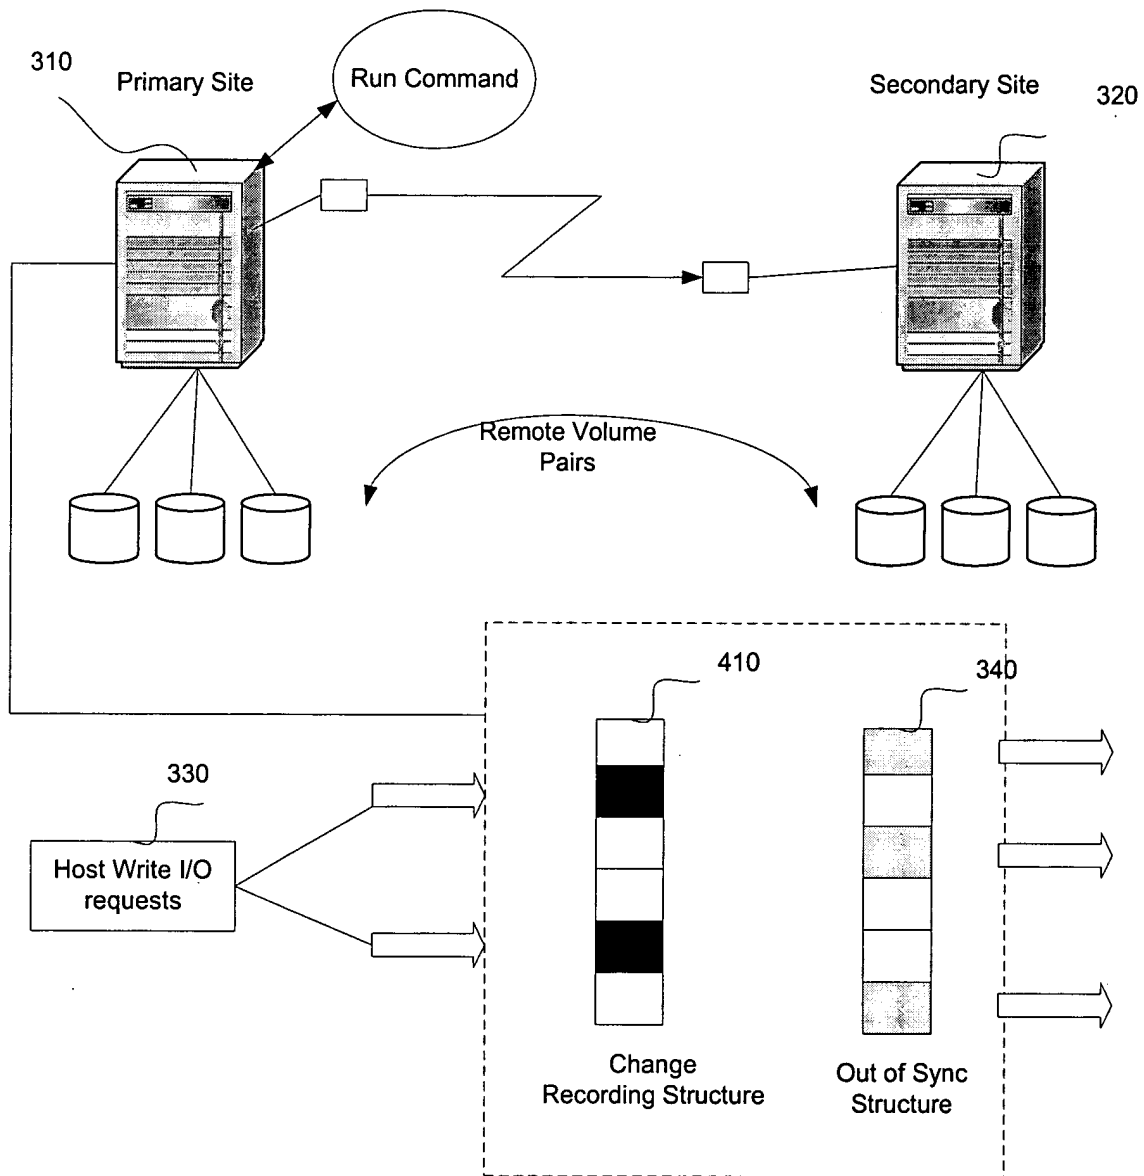 310
Primary Site
Run Command
Secondary Site
320
Remote Volume
Pairs
410
340
330
Host Write I/O
requests
Change
Recording Structure
Out of Sync
Structure